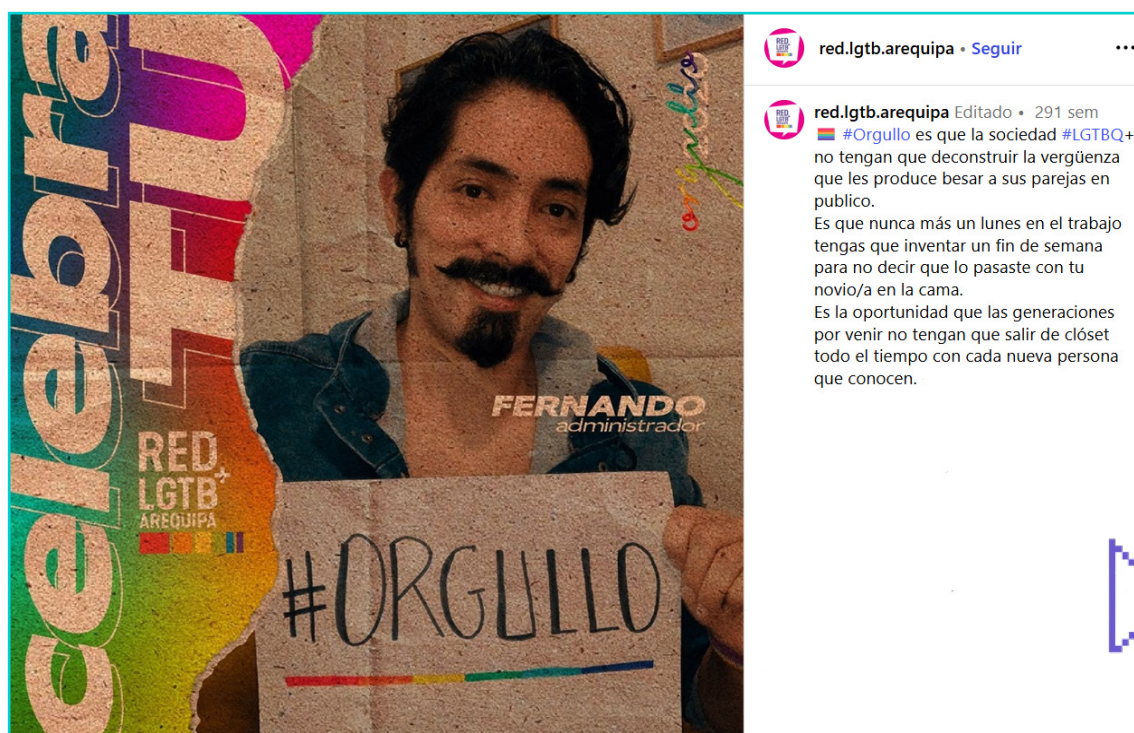 celebra
TU
RED
LGTB+
AREQUIPA
orgullo
2020
FERNANDO
administrador
#ORGULLO
red.lgtb.arequipa • Seguir
red.lgtb.arequipa Editado • 291 sem
#Orgullo es que la sociedad #LGTBQ+
no tengan que deconstruir la vergüenza
que les produce besar a sus parejas en
publico.
Es que nunca más un lunes en el trabajo
tengas que inventar un fin de semana
para no decir que lo pasaste con tu
novio/a en la cama.
Es la oportunidad que las generaciones
por venir no tengan que salir de clóset
todo el tiempo con cada nueva persona
que conocen.